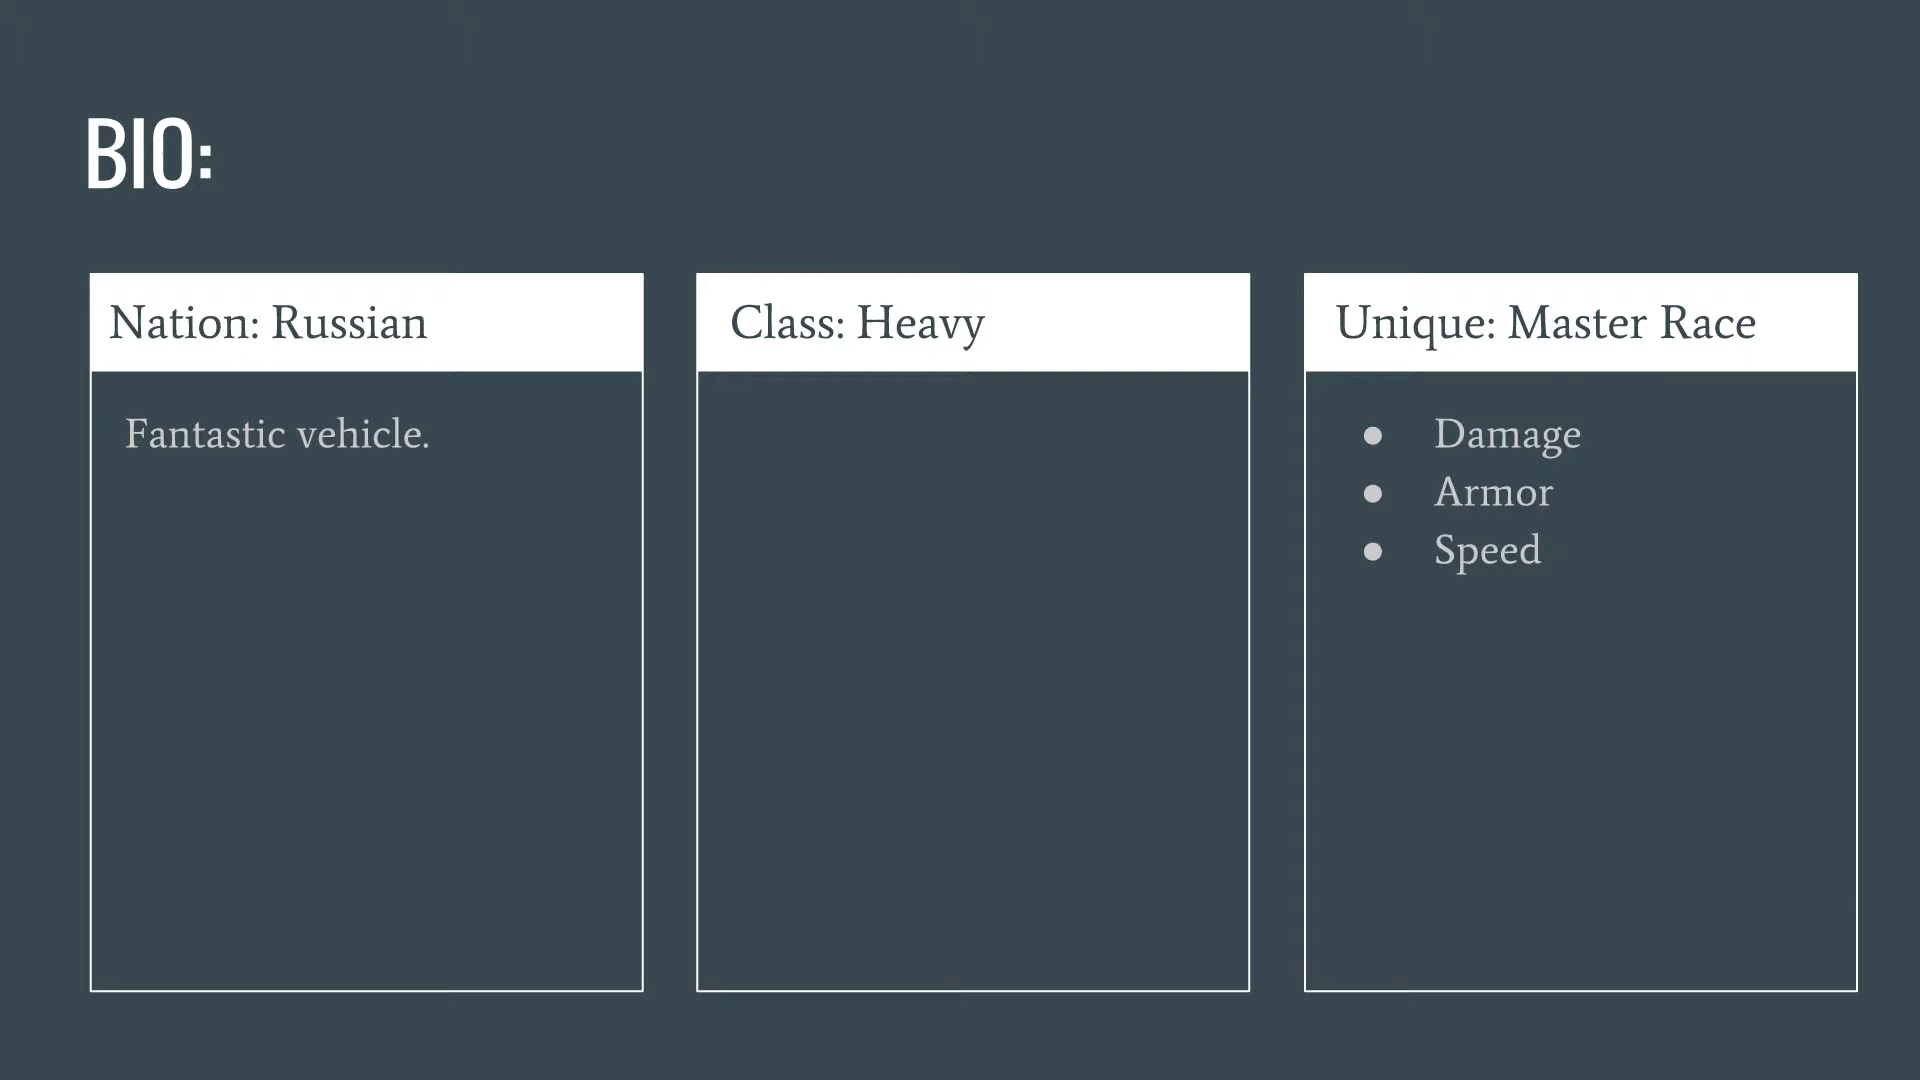 BIO:
Nation: Russian
Fantastic vehicle.
Class: Heavy
Unique: Master Race
● Damage
● Armor
● Speed